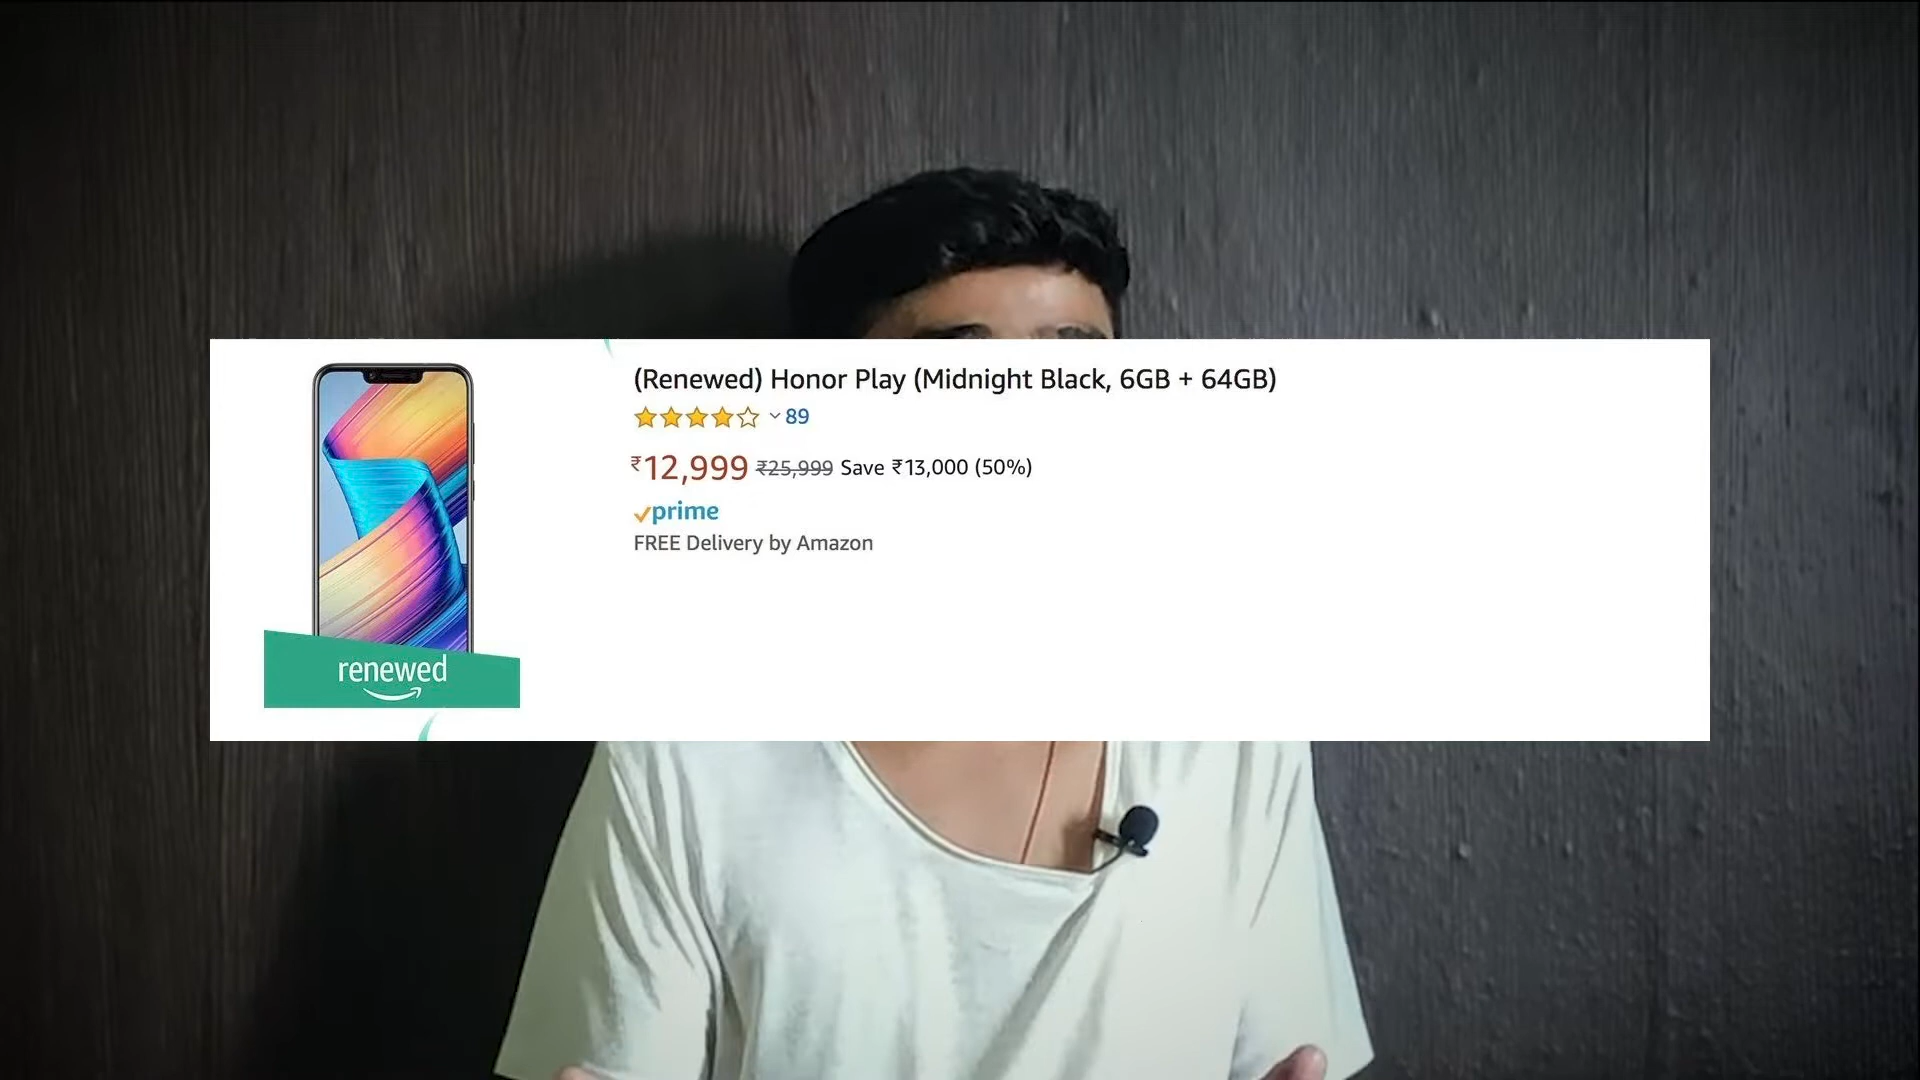 (Renewed) Honor Play (Midnight Black, 6GB + 64GB)
89
₹12,999 ₹25,999 Save ₹13,000 (50%)
prime
FREE Delivery by Amazon
renewed